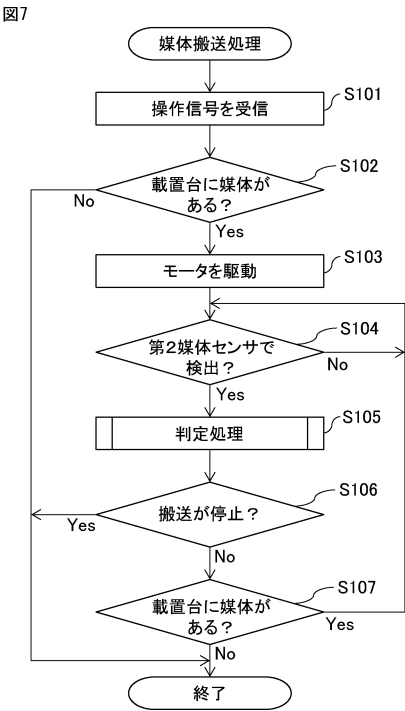 図7
媒体搬送処理
操作信号を受信
S101
載置台に媒体が
ある？
S102
No
Yes
モータを駆動
S103
第2媒体センサで
検出？
S104
No
Yes
判定処理
S105
搬送が停止？
S106
Yes
No
載置台に媒体が
ある？
S107
Yes
No
終了